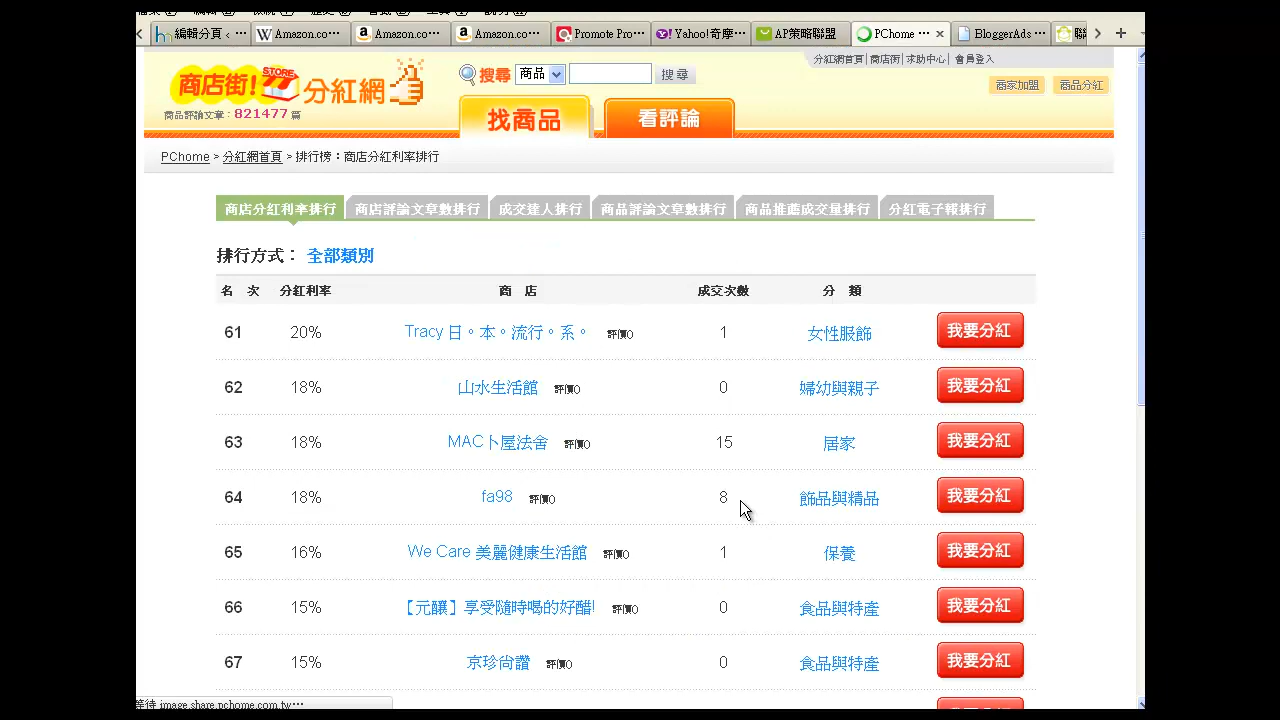 編輯分頁 ‹ …
Amazon.co…
Amazon.co…
Amazon.co…
Promote Pro…
Yahoo!奇摩…
AP策略聯盟
PChome …
BloggerAds …
分紅網首頁 | 商店街 | 求助中心 | 會員登入
商店街! STORE 分紅網
搜尋 商品 搜尋
商家加盟 商品分紅
商品評論文章：821477 篇
找商品 看評論
PChome > 分紅網首頁 > 排行榜：商店分紅利率排行
商店分紅利率排行 商店評論文章數排行 成交達人排行 商品評論文章數排行 商品推薦成交量排行 分紅電子報排行
排行方式： 全部類別
名 次 分紅利率 商 店 成交次數 分 類
61 20% Tracy 日。本。流行。系。 評價0 1 女性服飾 我要分紅
62 18% 山水生活館 評價0 0 婦幼與親子 我要分紅
63 18% MAC卜屋法舍 評價0 15 居家 我要分紅
64 18% fa98 評價0 8 飾品與精品 我要分紅
65 16% We Care 美麗健康生活館 評價0 1 保養 我要分紅
66 15% 【元釀】享受隨時喝的好醋! 評價0 0 食品與特產 我要分紅
67 15% 京珍尚讚 評價0 0 食品與特產 我要分紅
等待 image.share.pchome.com.tw…